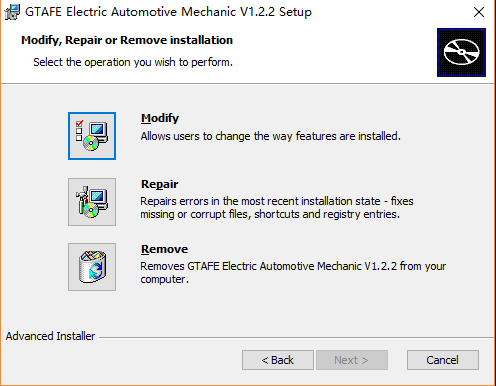 GTAFE Electric Automotive Mechanic V1.2.2 Setup
Modify, Repair or Remove installation
Select the operation you wish to perform.
Modify
Allows users to change the way features are installed.
Repair
Repairs errors in the most recent installation state - fixes
missing or corrupt files, shortcuts and registry entries.
Remove
Removes GTAFE Electric Automotive Mechanic V1.2.2 from your
computer.
Advanced Installer
< Back
Next >
Cancel